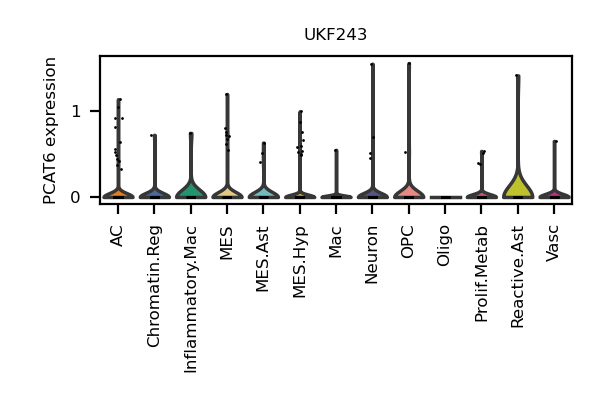 UKF243
PCAT6 expression
1
0
AC
Chromatin.Reg
Inflammatory.Mac
MES
MES.Ast
MES.Hyp
Mac
Neuron
OPC
Oligo
Prolif.Metab
Reactive.Ast
Vasc